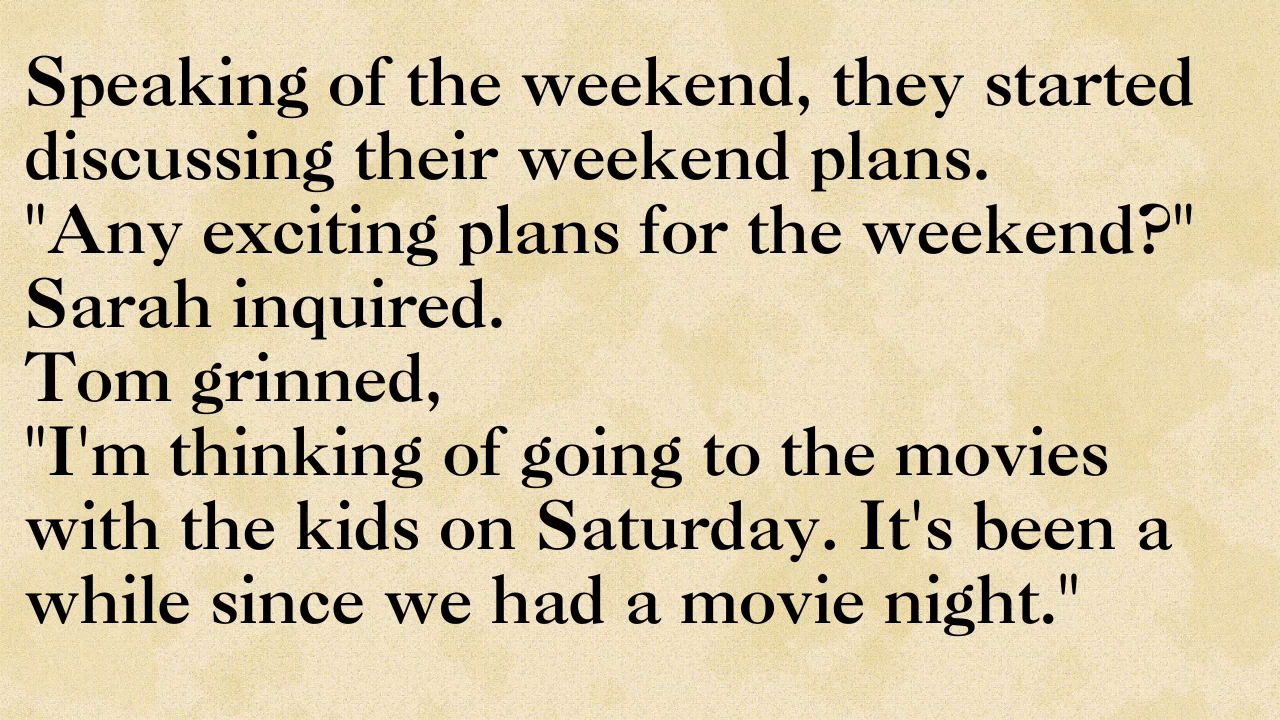 Speaking of the weekend, they started
discussing their weekend plans.
"Any exciting plans for the weekend?"
Sarah inquired.
Tom grinned,
"I'm thinking of going to the movies
with the kids on Saturday. It's been a
while since we had a movie night."